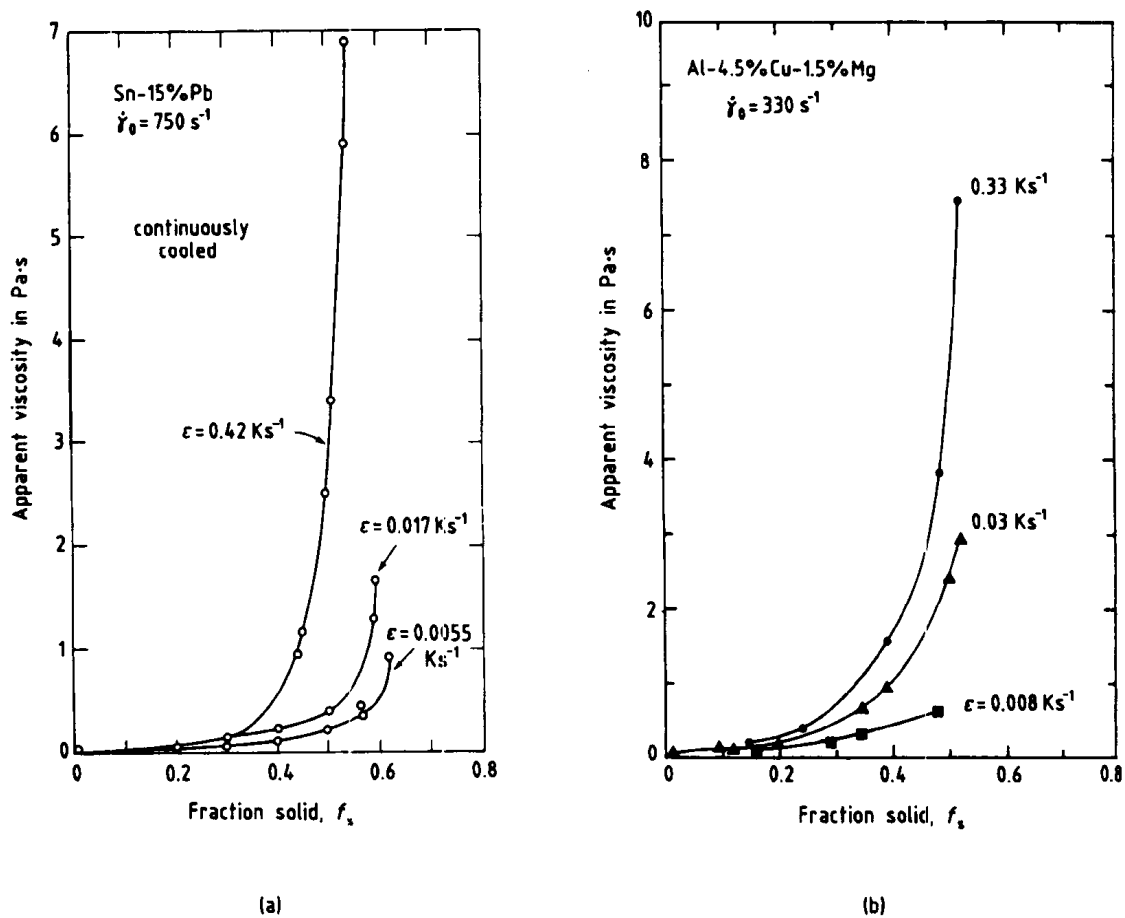 7
6
5
4
3
2
1
0
Sn-15%Pb
γ̇₀ = 750 s⁻¹
continuously
cooled
ε = 0.42 Ks⁻¹
ε = 0.017 Ks⁻¹
ε = 0.0055
Ks⁻¹
0 0.2 0.4 0.6 0.8
Apparent viscosity in Pa·s
Fraction solid, fₛ
(a)
10
8
6
4
2
0
Al-4.5%Cu-1.5%Mg
γ̇₀ = 330 s⁻¹
0.33 Ks⁻¹
0.03 Ks⁻¹
ε = 0.008 Ks⁻¹
0 0.2 0.4 0.6 0.8
Apparent viscosity in Pa·s
Fraction solid, fₛ
(b)